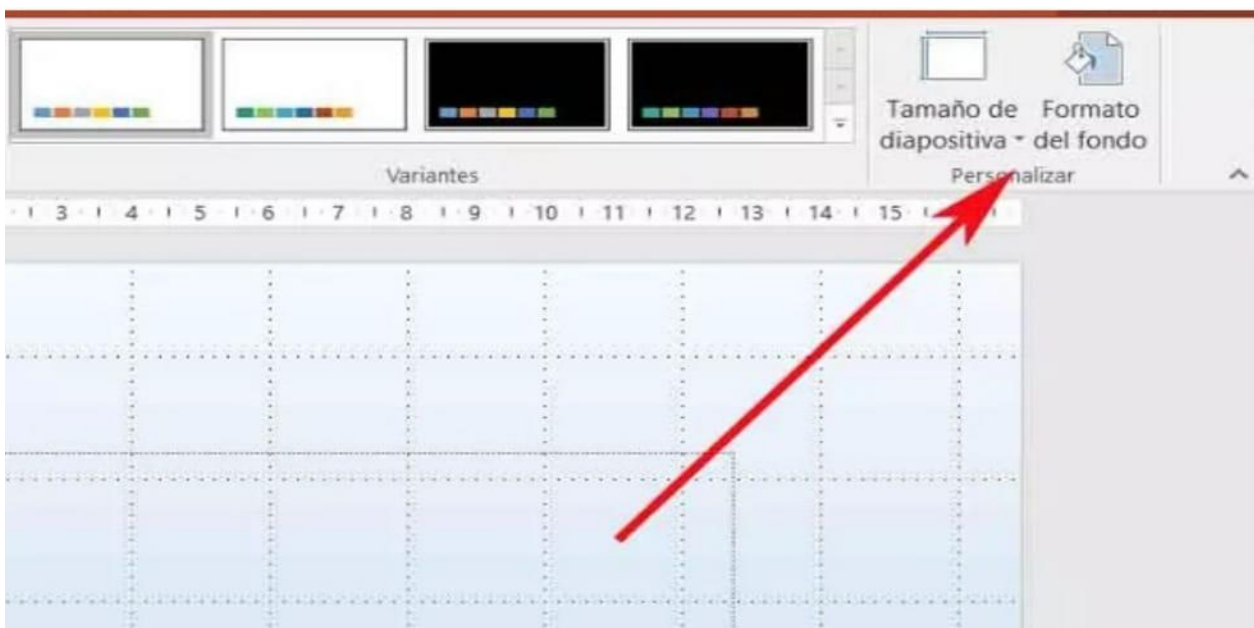 Tamaño de Formato
diapositiva del fondo
Variantes
Personalizar
3 4 5 6 7 8 9 10 11 12 13 14 15